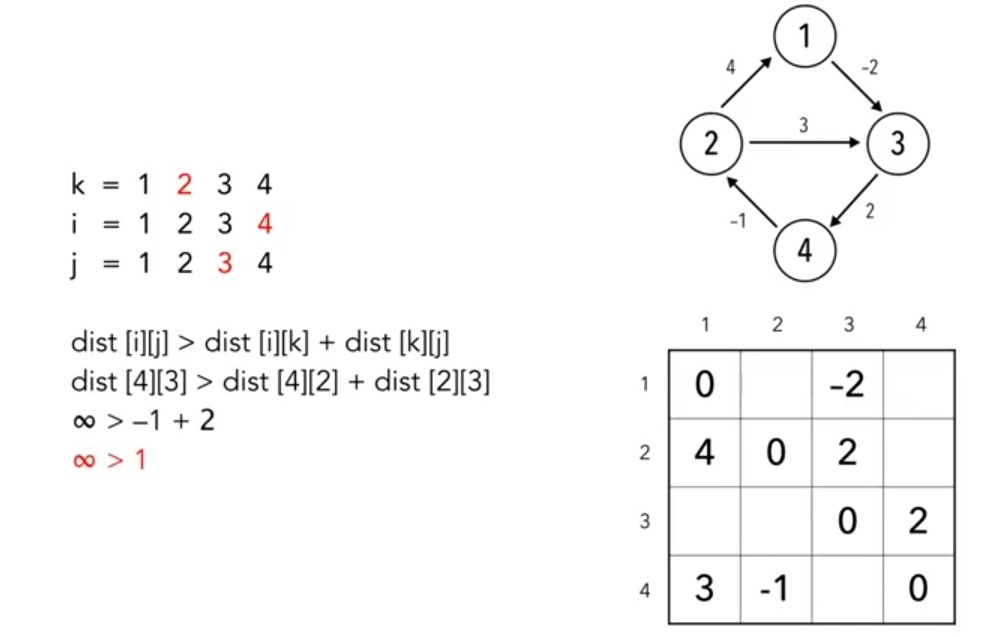 k = 1 2 3 4
i = 1 2 3 4
j = 1 2 3 4
dist [i][j] > dist [i][k] + dist [k][j]
dist [4][3] > dist [4][2] + dist [2][3]
∞ > –1 + 2
∞ > 1
1
4 -2
2 3 3
-1 2
4
1 2 3 4
1 0 -2
2 4 0 2
3 0 2
4 3 -1 0